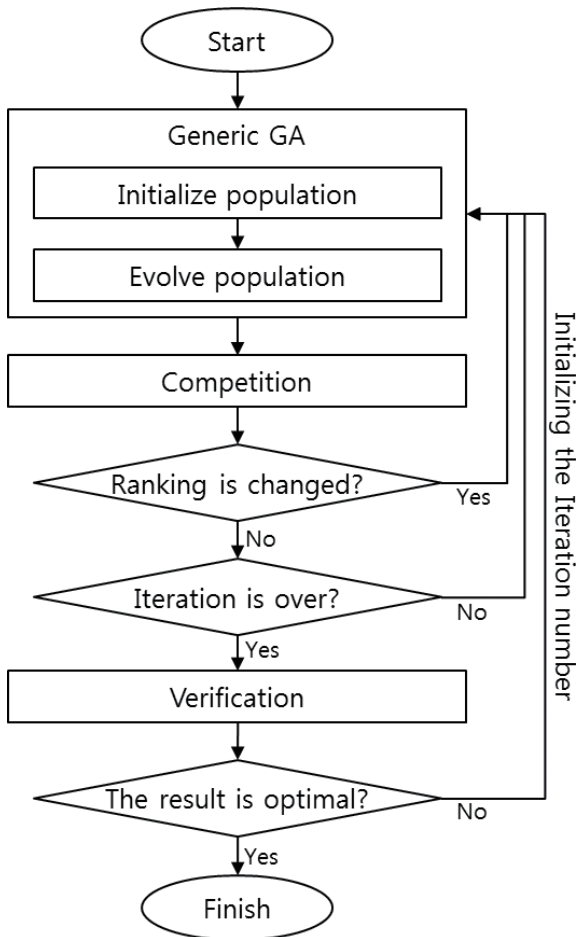 Start
Generic GA
Initialize population
Evolve population
Competition
Ranking is changed?
Yes
No
Iteration is over?
No
Yes
Verification
The result is optimal?
No
Yes
Finish
Initializing the Iteration number